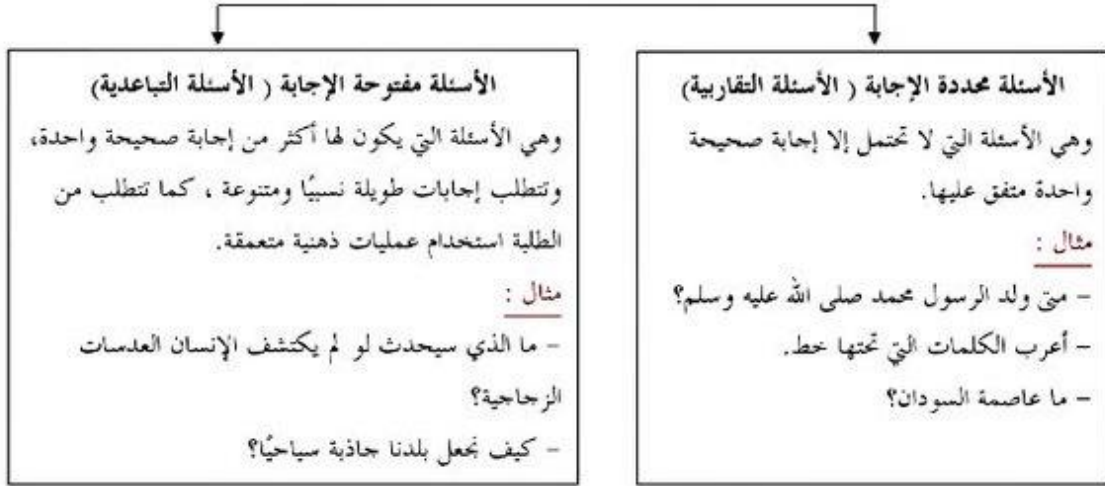 الأسئلة محددة الإجابة ( الأسئلة التقاربية)
وهي الأسئلة التي لا تحتمل إلا إجابة صحيحة
واحدة متفق عليها.
مثال :
– متى ولد الرسول محمد صلى الله عليه وسلم؟
– أعرب الكلمات التي تحتها خط.
– ما عاصمة السودان؟
الأسئلة مفتوحة الإجابة ( الأسئلة التباعدية)
وهي الأسئلة التي يكون لها أكثر من إجابة صحيحة واحدة،
وتتطلب إجابات طويلة نسبيًا ومتنوعة ، كما تتطلب من
الطلبة استخدام عمليات ذهنية متعمقة.
مثال :
– ما الذي سيحدث لو لم يكتشف الإنسان العدسات
الزجاجية؟
– كيف نجعل بلدنا جاذبة سياحيًا؟